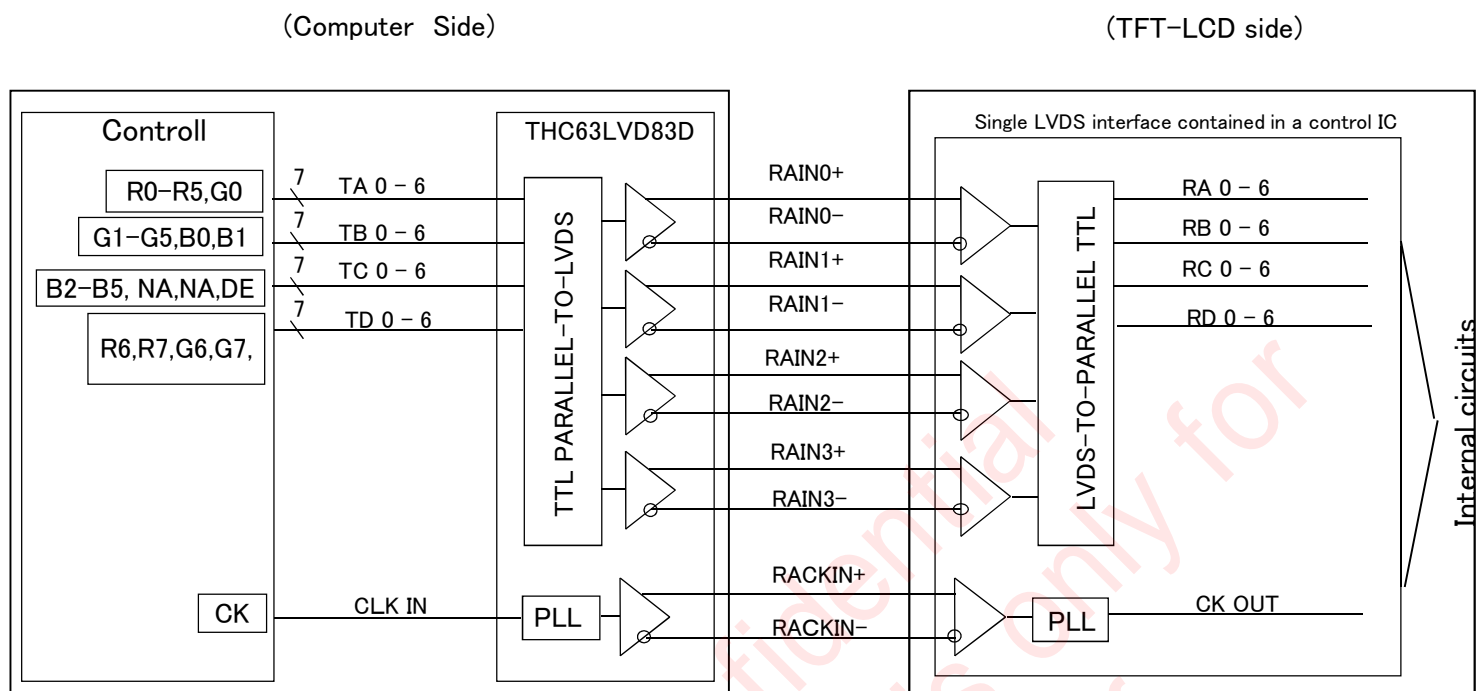 (Computer Side)
(TFT-LCD side)
Controll
THC63LVD83D
Single LVDS interface contained in a control IC
R0-R5,G0
7
TA 0 - 6
RAIN0+
RA 0 - 6
G1-G5,B0,B1
7
TB 0 - 6
RAIN0-
RB 0 - 6
B2-B5, NA,NA,DE
7
TC 0 - 6
RAIN1+
RC 0 - 6
R6,R7,G6,G7,
7
TD 0 - 6
RAIN1-
RD 0 - 6
TTL PARALLEL-TO-LVDS
LVDS-TO-PARALLEL TTL
RAIN2+
RAIN2-
RAIN3+
RAIN3-
Internal circuits
CK
CLK IN
PLL
RACKIN+
RACKIN-
PLL
CK OUT
only for